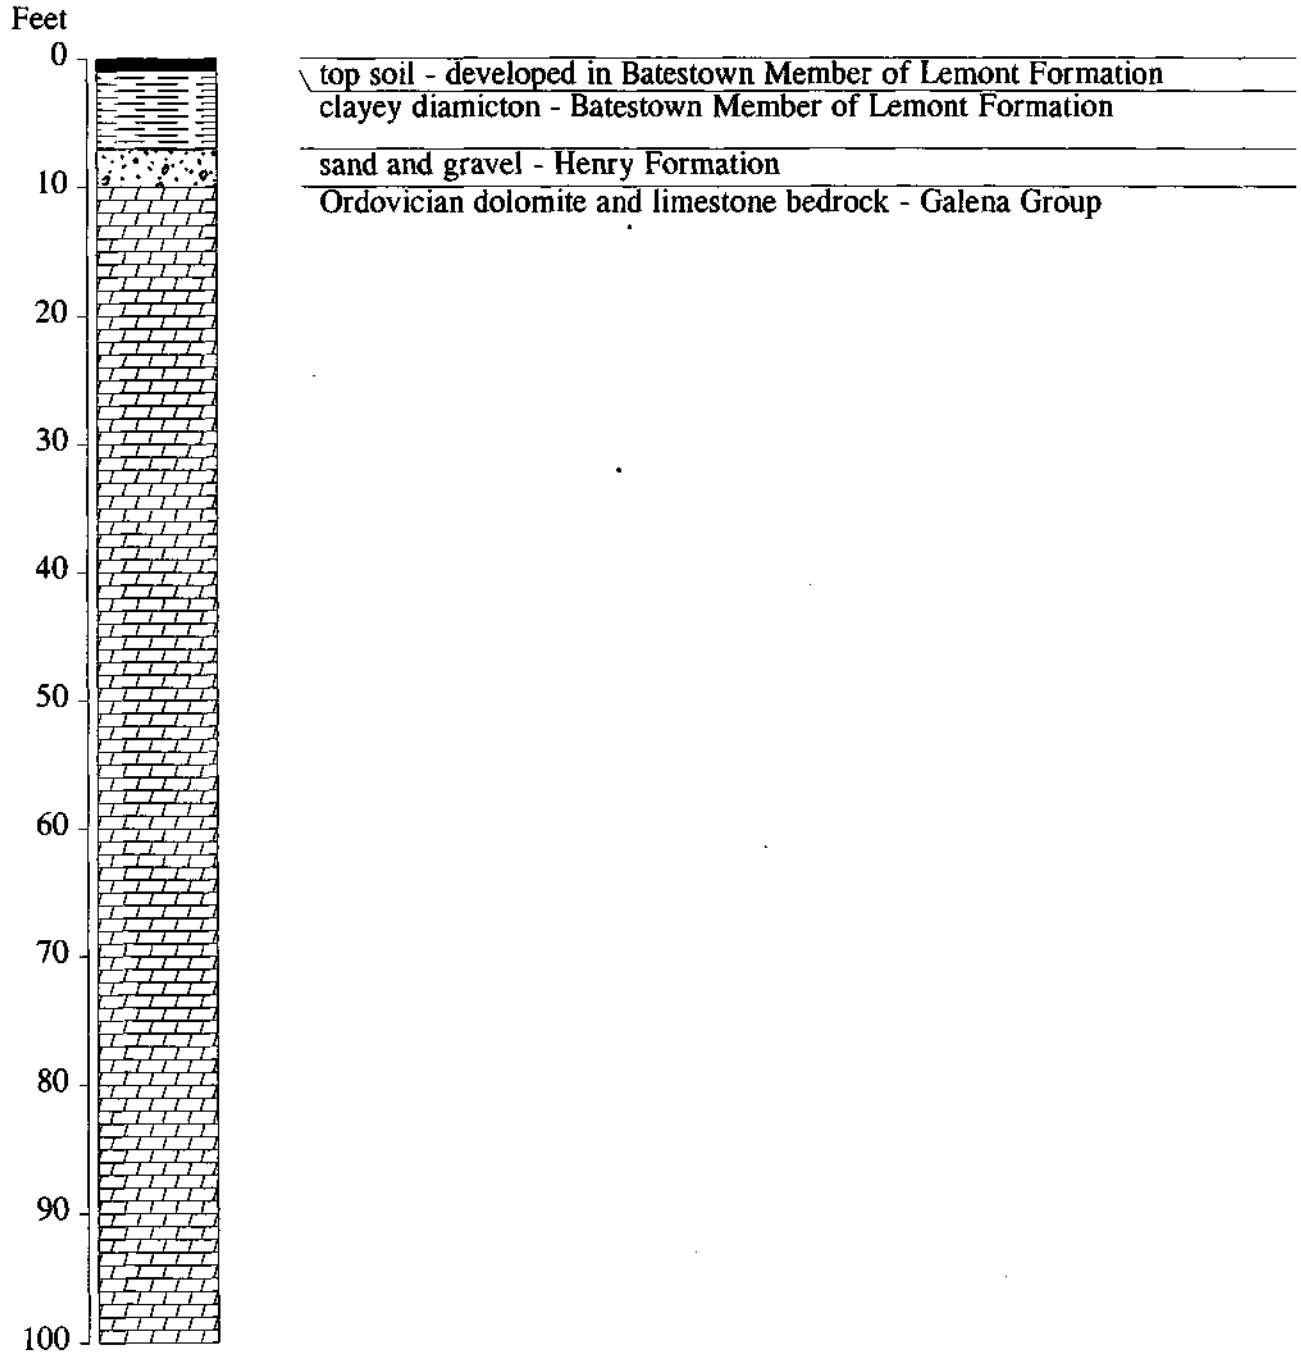 Feet
0
top soil - developed in Batestown Member of Lemont Formation
clayey diamicton - Batestown Member of Lemont Formation
sand and gravel - Henry Formation
10
Ordovician dolomite and limestone bedrock - Galena Group
20
30
40
50
60
70
80
90
100